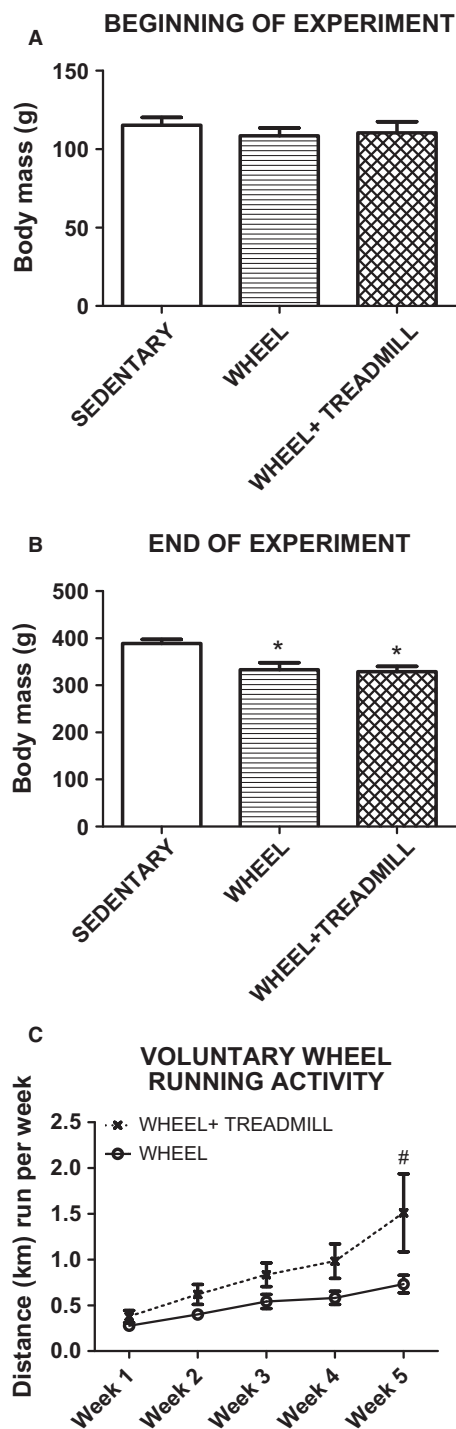 A
BEGINNING OF EXPERIMENT
Body mass (g)
150
100
50
0
SEDENTARY
WHEEL
WHEEL+ TREADMILL
B
END OF EXPERIMENT
Body mass (g)
500
400
300
200
100
0
*
*
SEDENTARY
WHEEL
WHEEL+TREADMILL
C
VOLUNTARY WHEEL
RUNNING ACTIVITY
Distance (km) run per week
2.5
2.0
1.5
1.0
0.5
0.0
WHEEL+ TREADMILL
WHEEL
#
Week 1
Week 2
Week 3
Week 4
Week 5